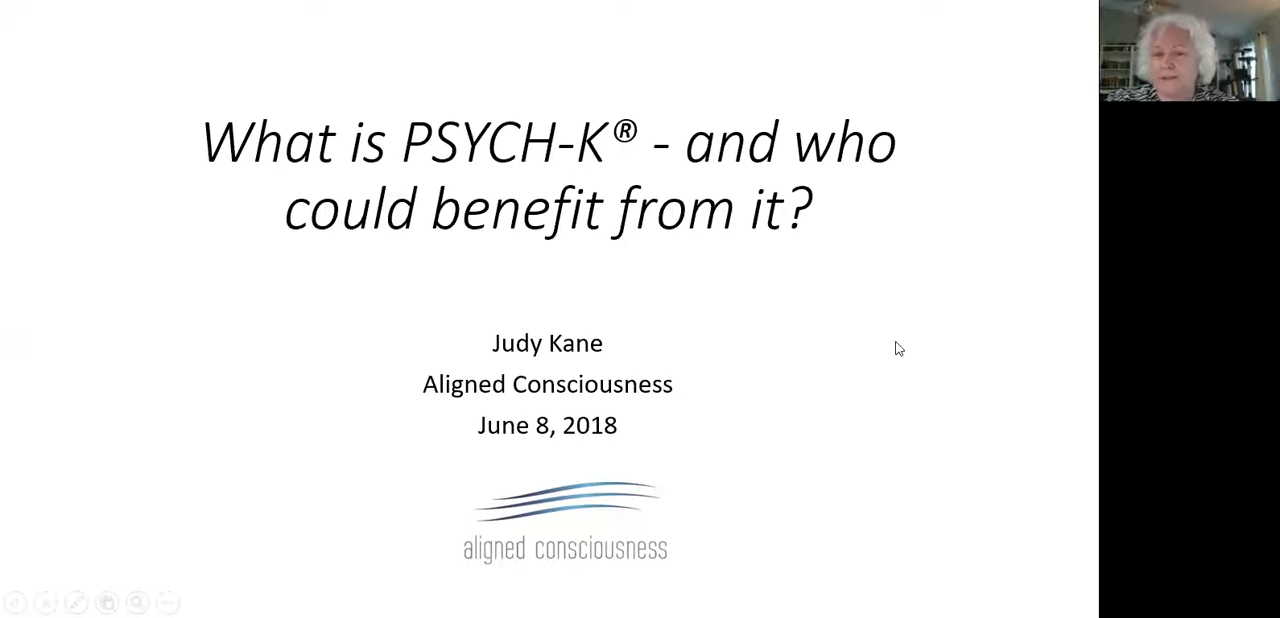 What is PSYCH-K® - and who
could benefit from it?
Judy Kane
Aligned Consciousness
June 8, 2018
aligned consciousness